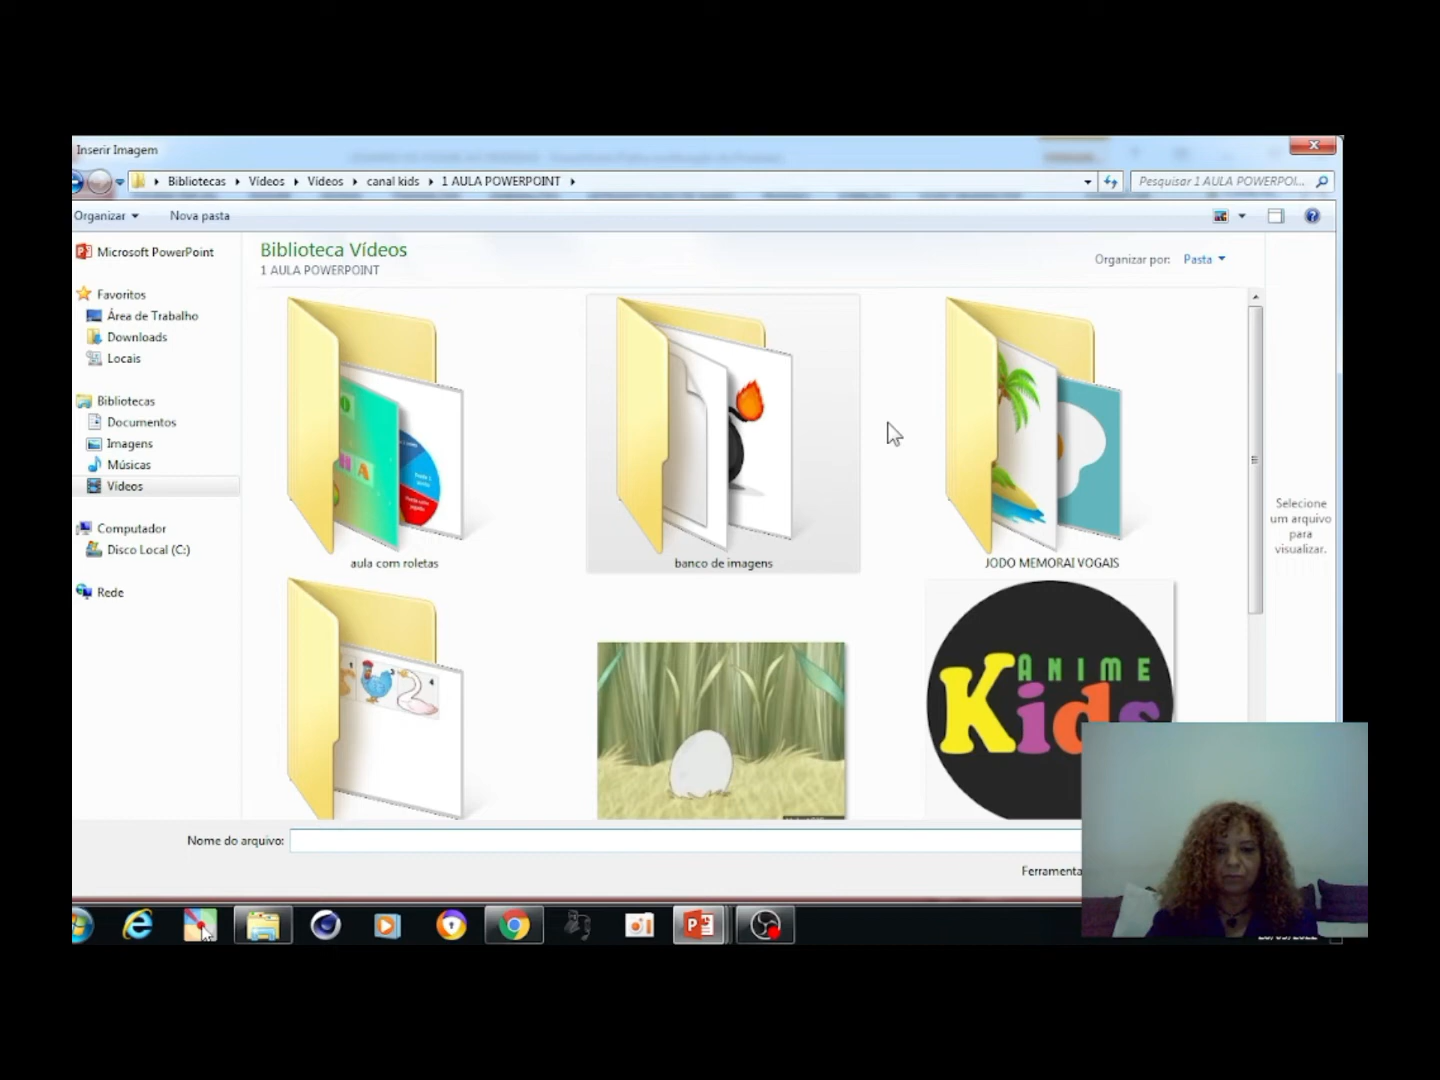 Inserir Imagem
Bibliotecas Vídeos Vídeos canal kids 1 AULA POWERPOINT
Pesquisar 1 AULA POWERPOI...
Organizar Nova pasta
Microsoft PowerPoint
Favoritos
Área de Trabalho
Downloads
Locais
Bibliotecas
Documentos
Imagens
Músicas
Vídeos
Computador
Disco Local (C:)
Rede
Biblioteca Vídeos
1 AULA POWERPOINT
Organizar por: Pasta
aula com roletas
banco de imagens
JODO MEMORAI VOGAIS
ANIME
Kids
Selecione
um arquivo
para
visualizar.
Nome do arquivo:
Ferramenta